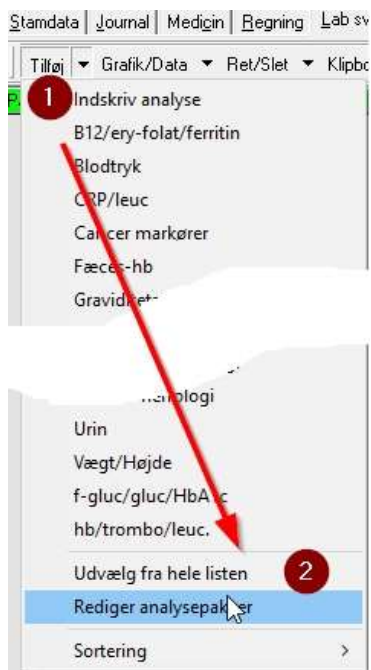 Stamdata Journal Medicin Regning Lab sv
Tilføj Grafik/Data Ret/Slet Klipbo
1 Indskriv analyse
B12/ery-folat/ferritin
Blodtryk
CRP/leuc
Cancer markører
Fæces-hb
Graviditets
ologi
Urin
Vægt/Højde
f-gluc/gluc/HbA1c
hb/trombo/leuc.
Udvælg fra hele listen 2
Rediger analysepakker
Sortering >